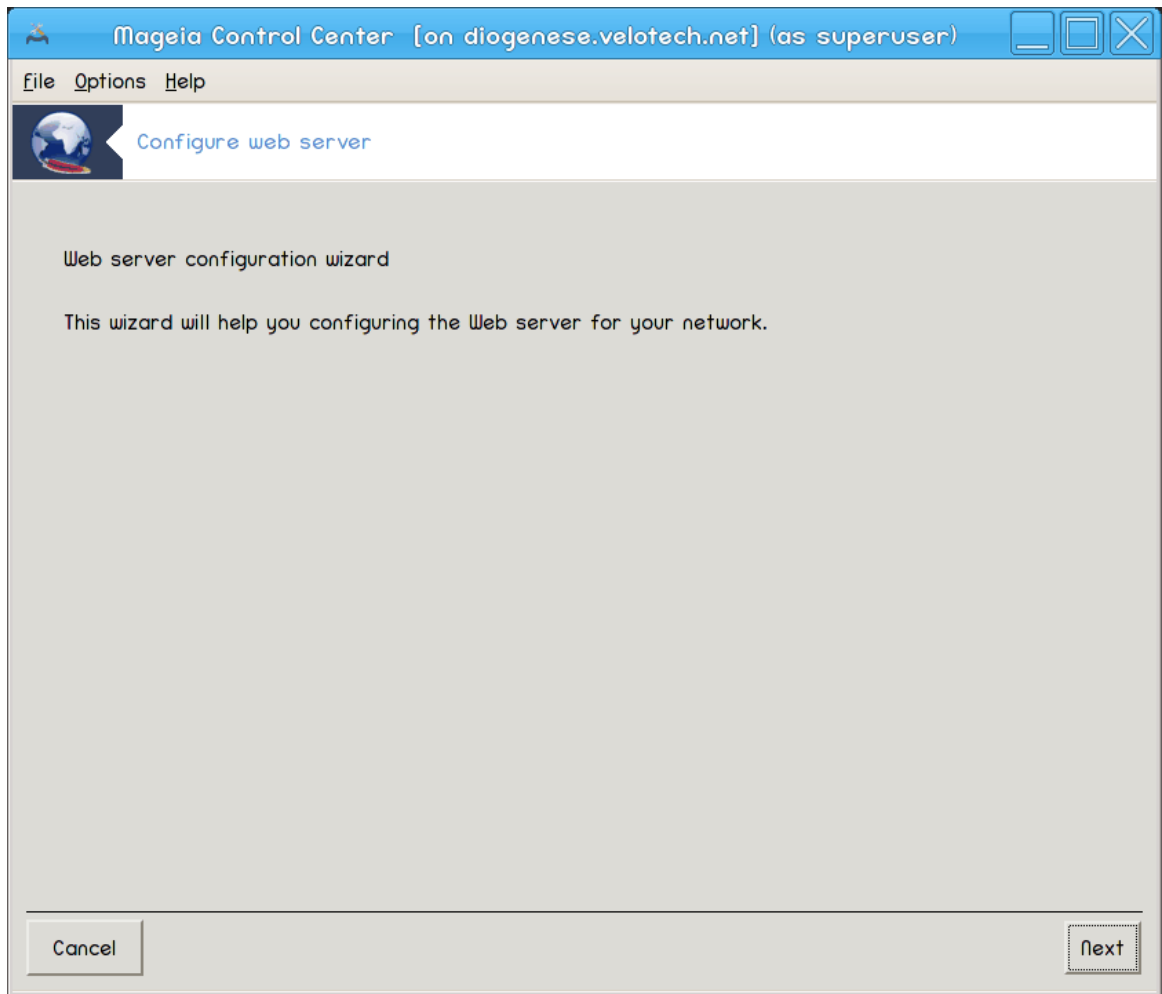 Mageia Control Center [on diogenese.velotech.net] (as superuser)
File Options Help
Configure web server
Web server configuration wizard
This wizard will help you configuring the Web server for your network.
Cancel Next